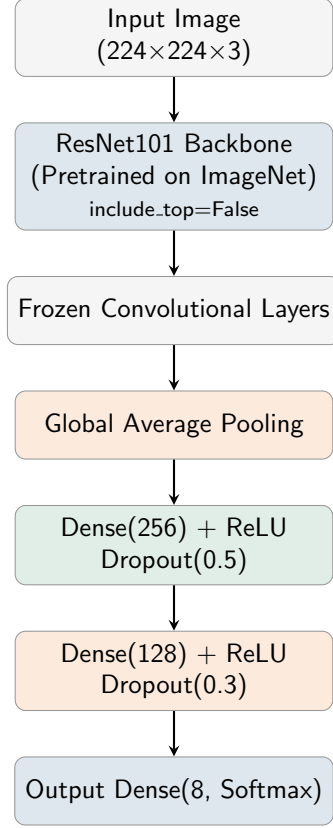 Input Image
(224×224×3)
ResNet101 Backbone
(Pretrained on ImageNet)
include_top=False
Frozen Convolutional Layers
Global Average Pooling
Dense(256) + ReLU
Dropout(0.5)
Dense(128) + ReLU
Dropout(0.3)
Output Dense(8, Softmax)